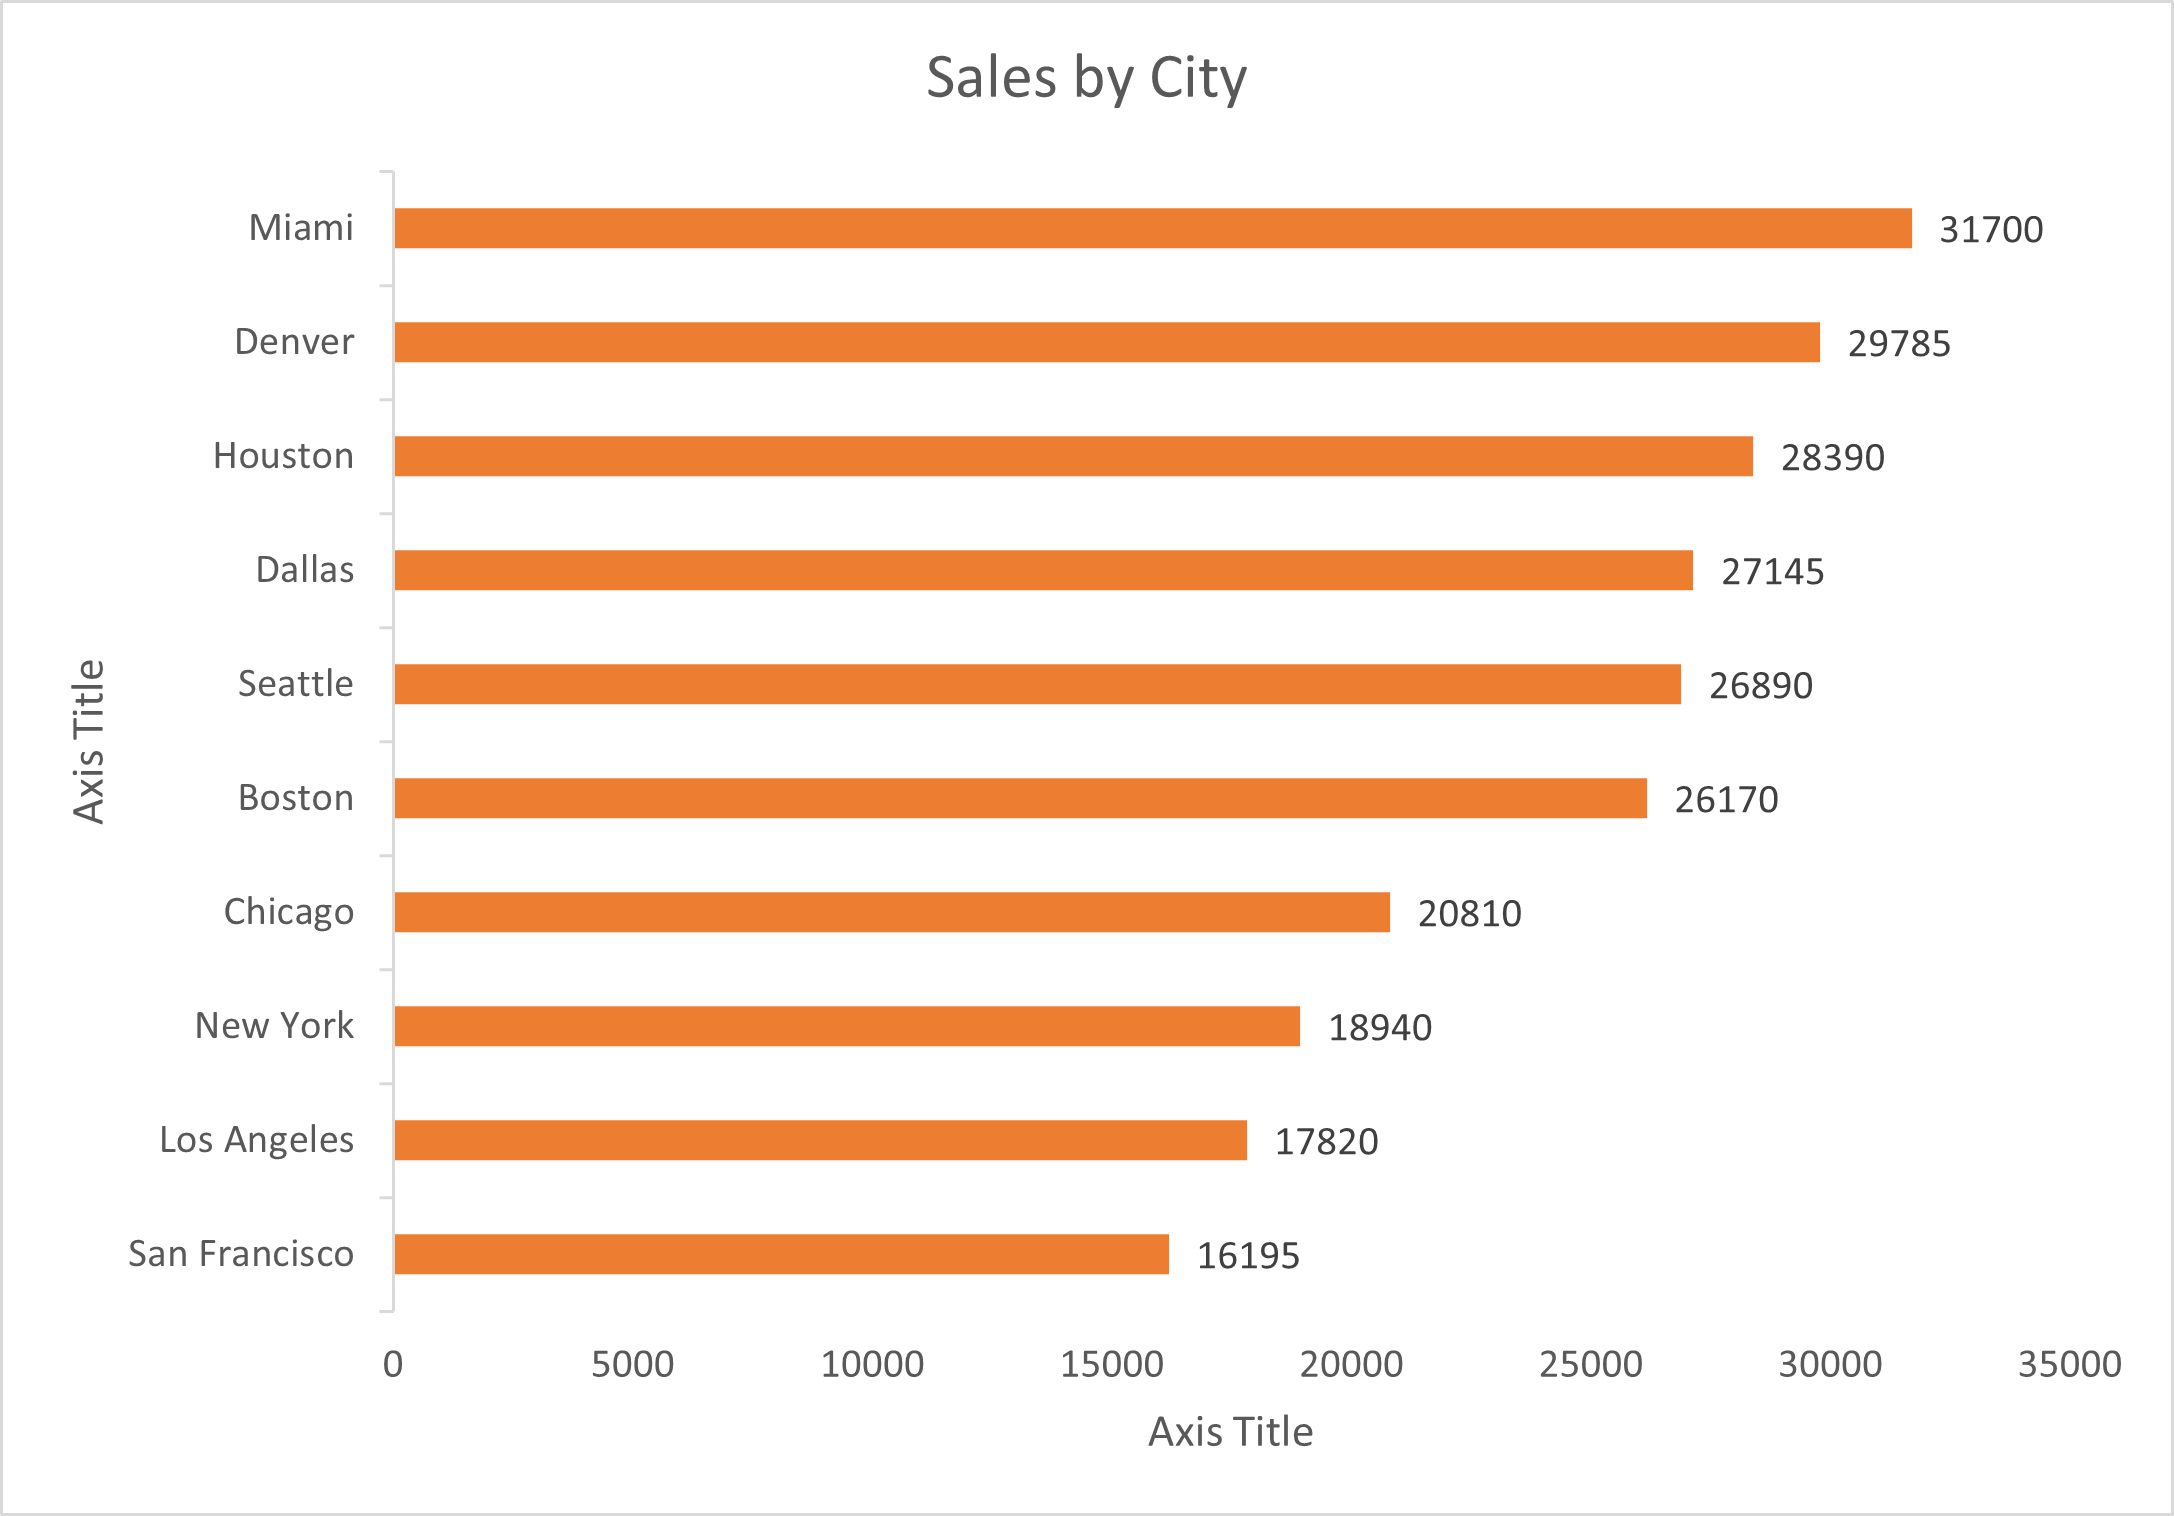 Sales by City
Miami 31700
Denver 29785
Houston 28390
Dallas 27145
Seattle 26890
Boston 26170
Chicago 20810
New York 18940
Los Angeles 17820
San Francisco 16195
Axis Title
0 5000 10000 15000 20000 25000 30000 35000
Axis Title